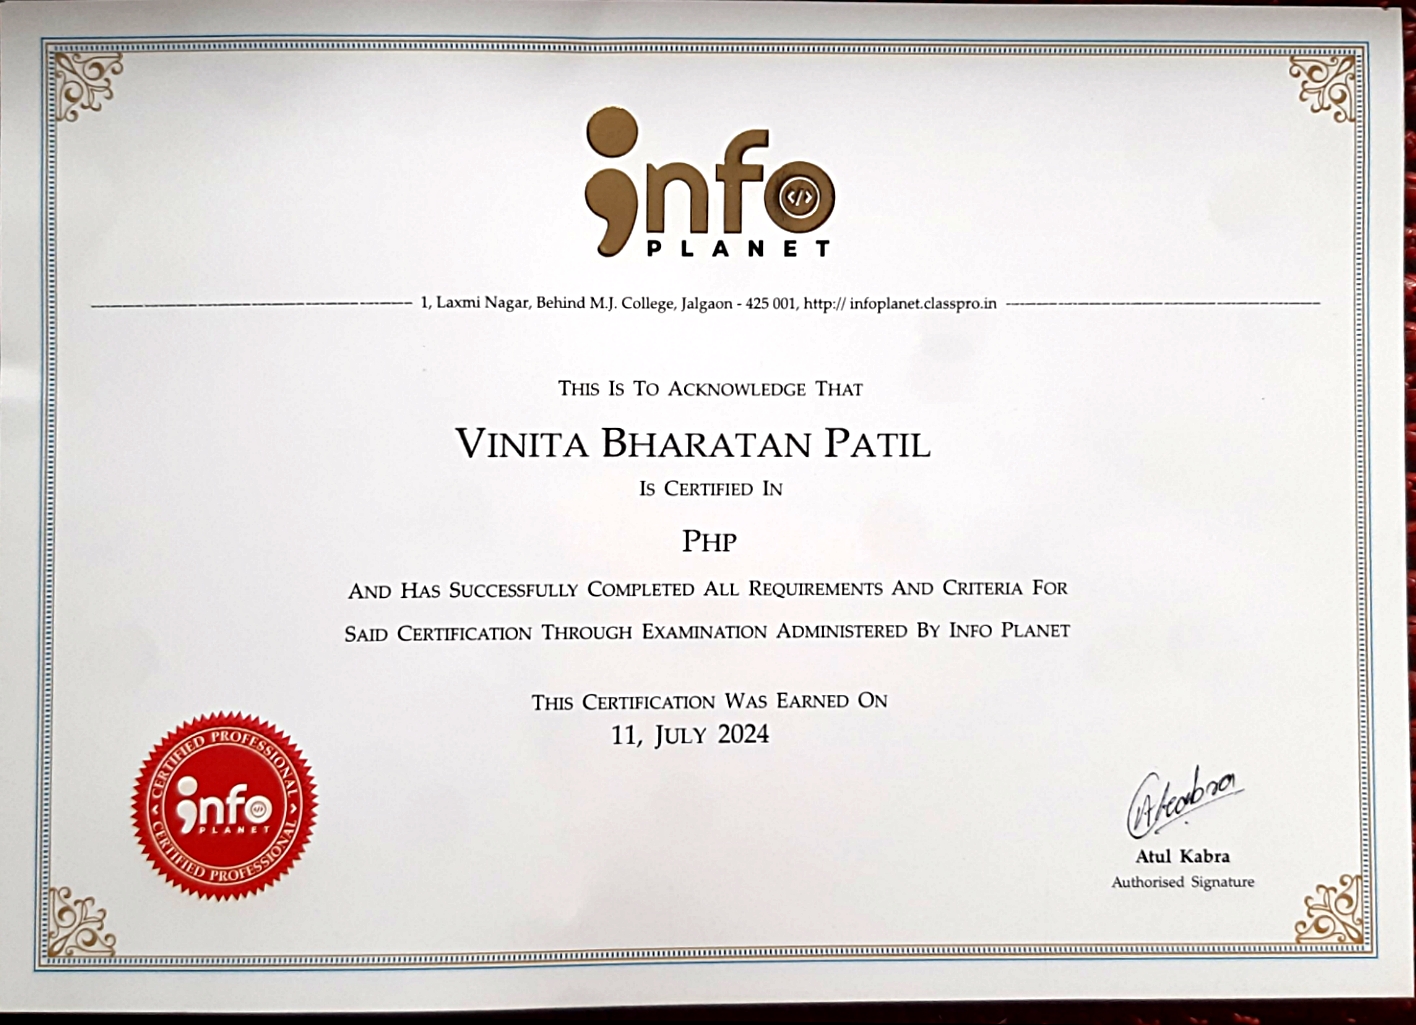 info
PLANET
1, Laxmi Nagar, Behind M.J. College, Jalgaon - 425 001, http:// infoplanet.classpro.in
THIS IS TO ACKNOWLEDGE THAT
VINITA BHARATAN PATIL
IS CERTIFIED IN
PHP
AND HAS SUCCESSFULLY COMPLETED ALL REQUIREMENTS AND CRITERIA FOR
SAID CERTIFICATION THROUGH EXAMINATION ADMINISTERED BY INFO PLANET
THIS CERTIFICATION WAS EARNED ON
11, JULY 2024
CERTIFIED PROFESSIONAL
info
PLANET
CERTIFIED PROFESSIONAL
AKabra
Atul Kabra
Authorised Signature